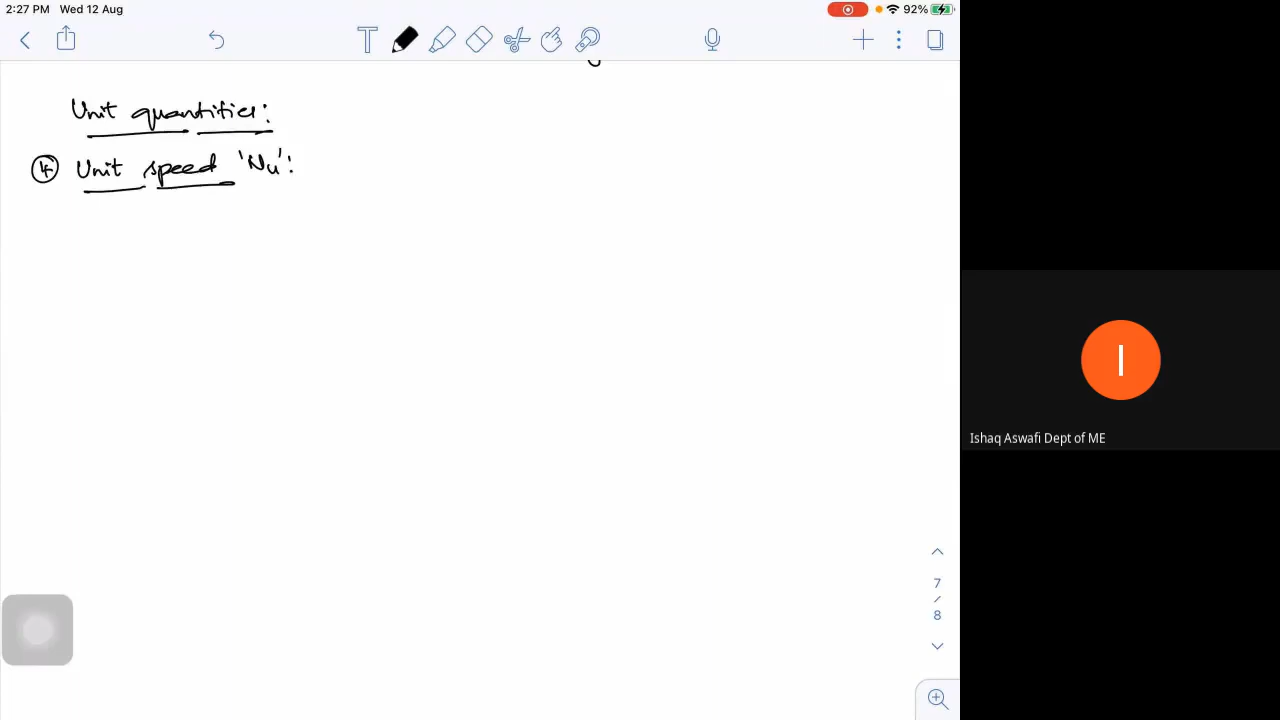 2:27 PM Wed 12 Aug
92%
T
Unit quantities:
④ Unit speed 'Nu':
7
/
8
I
Ishaq Aswafi Dept of ME